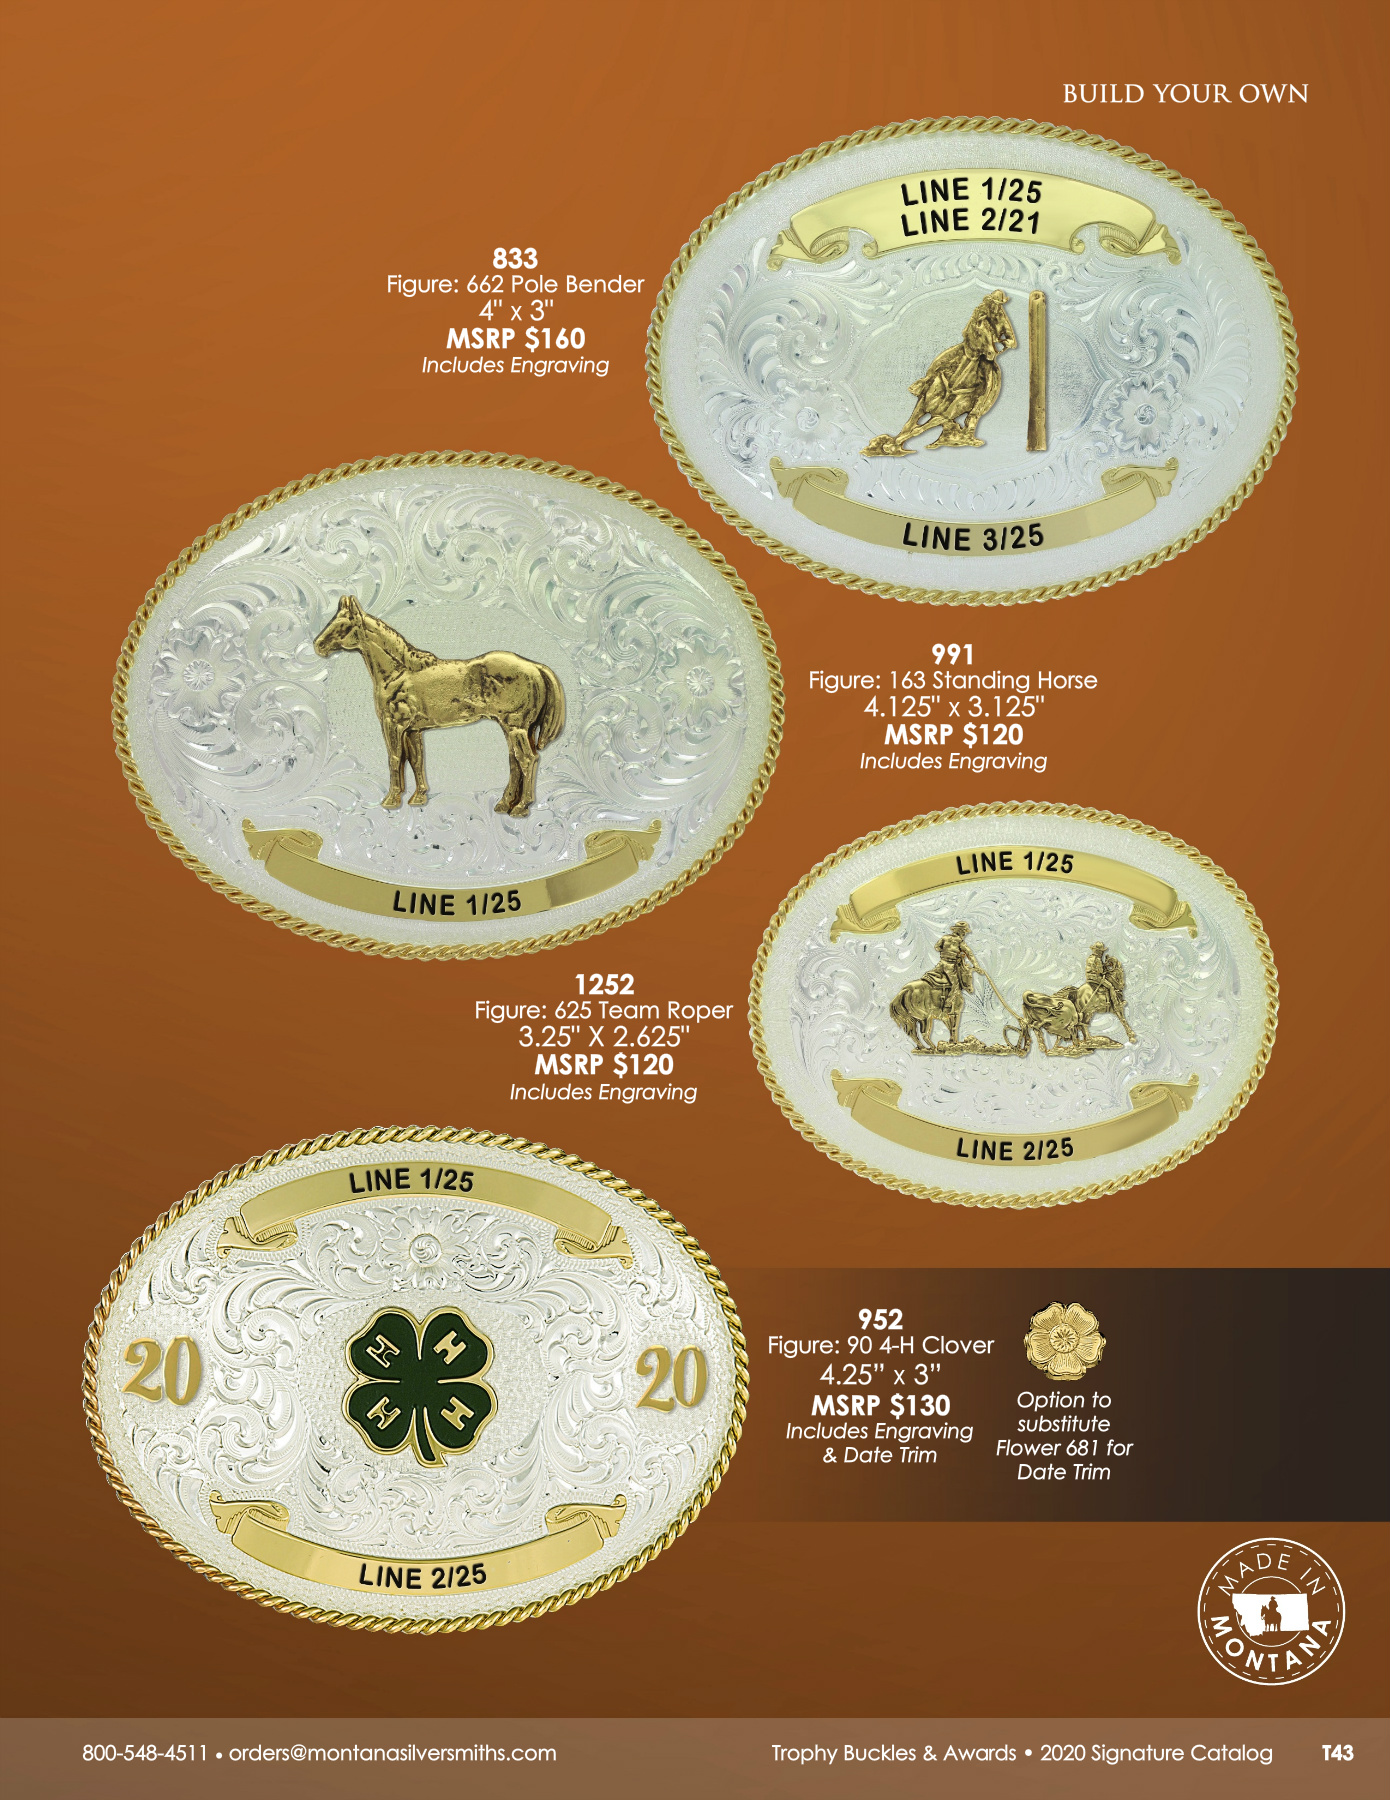 BUILD YOUR OWN
LINE 1/25
LINE 2/21
LINE 3/25
833
Figure: 662 Pole Bender
4" x 3"
MSRP $160
Includes Engraving
LINE 1/25
991
Figure: 163 Standing Horse
4.125" x 3.125"
MSRP $120
Includes Engraving
LINE 1/25
LINE 2/25
1252
Figure: 625 Team Roper
3.25" X 2.625"
MSRP $120
Includes Engraving
LINE 1/25
20
H H
H H
20
LINE 2/25
952
Figure: 90 4-H Clover
4.25” x 3”
MSRP $130
Includes Engraving
& Date Trim
Option to
substitute
Flower 681 for
Date Trim
MADE IN
MONTANA
800-548-4511 • orders@montanasilversmiths.com
Trophy Buckles & Awards • 2020 Signature Catalog T43